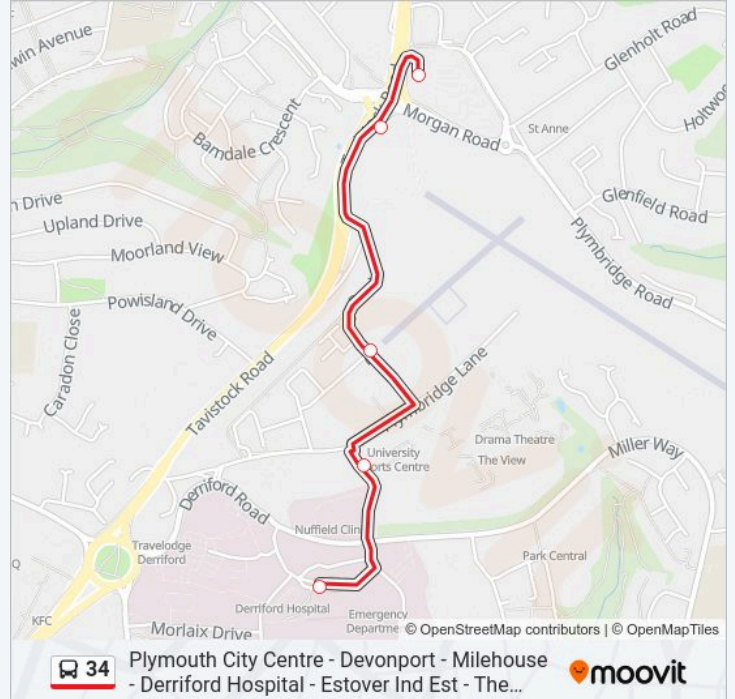 win Avenue
Glenholt Road
Barndale Crescent
Morgan Road
St Anne
Holtwo
n Drive
Upland Drive
Moorland View
Glenfield Road
Plymbridge Road
Powisland Drive
Caradon Close
Tavistock Road
mbridge Lane
Drama Theatre
The View
University
orts Centre
Miller Way
Derriford Road
Nuffield Clin
Travelodge
Derriford
Park Central
Q
KFC
Derriford Hospital
Emergency
Departme
Morlaix Drive
© OpenStreetMap contributors | © OpenMapTiles
34
Plymouth City Centre - Devonport - Milehouse
- Derriford Hospital - Estover Ind Est - The...
moovit